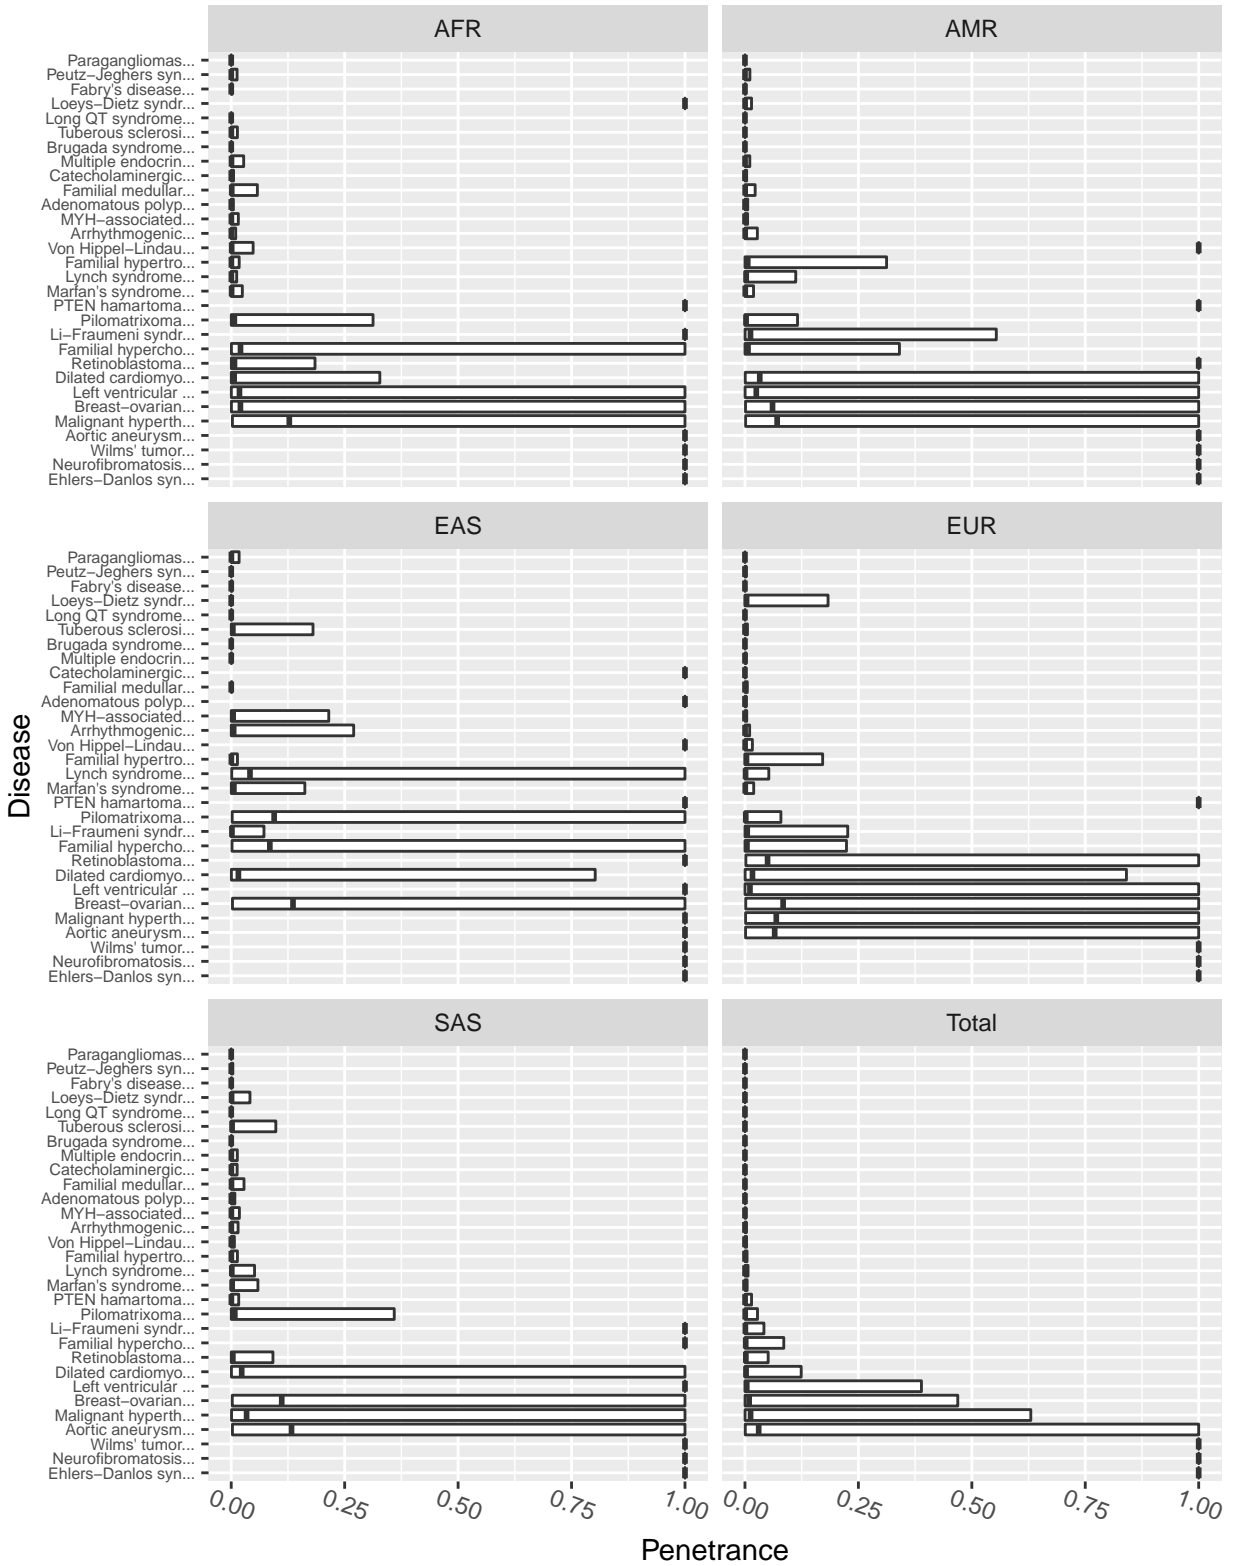 AFR
AMR
Paragangliomas...
Peutz−Jeghers syn...
Fabry's disease...
Loeys−Dietz syndr...
Long QT syndrome...
Tuberous sclerosi...
Brugada syndrome...
Multiple endocrin...
Catecholaminergic...
Familial medullar...
Adenomatous polyp...
MYH−associated...
Arrhythmogenic...
Von Hippel−Lindau...
Familial hypertro...
Lynch syndrome...
Marfan's syndrome...
PTEN hamartoma...
Pilomatrixoma...
Li−Fraumeni syndr...
Familial hypercho...
Retinoblastoma...
Dilated cardiomyo...
Left ventricular ...
Breast−ovarian...
Malignant hyperth...
Aortic aneurysm...
Wilms' tumor...
Neurofibromatosis...
Ehlers−Danlos syn...
EAS
EUR
Paragangliomas...
Peutz−Jeghers syn...
Fabry's disease...
Loeys−Dietz syndr...
Long QT syndrome...
Tuberous sclerosi...
Brugada syndrome...
Multiple endocrin...
Catecholaminergic...
Familial medullar...
Adenomatous polyp...
MYH−associated...
Arrhythmogenic...
Von Hippel−Lindau...
Familial hypertro...
Lynch syndrome...
Marfan's syndrome...
PTEN hamartoma...
Pilomatrixoma...
Li−Fraumeni syndr...
Familial hypercho...
Retinoblastoma...
Dilated cardiomyo...
Left ventricular ...
Breast−ovarian...
Malignant hyperth...
Aortic aneurysm...
Wilms' tumor...
Neurofibromatosis...
Ehlers−Danlos syn...
Disease
SAS
Total
Paragangliomas...
Peutz−Jeghers syn...
Fabry's disease...
Loeys−Dietz syndr...
Long QT syndrome...
Tuberous sclerosi...
Brugada syndrome...
Multiple endocrin...
Catecholaminergic...
Familial medullar...
Adenomatous polyp...
MYH−associated...
Arrhythmogenic...
Von Hippel−Lindau...
Familial hypertro...
Lynch syndrome...
Marfan's syndrome...
PTEN hamartoma...
Pilomatrixoma...
Li−Fraumeni syndr...
Familial hypercho...
Retinoblastoma...
Dilated cardiomyo...
Left ventricular ...
Breast−ovarian...
Malignant hyperth...
Aortic aneurysm...
Wilms' tumor...
Neurofibromatosis...
Ehlers−Danlos syn...
0.00 0.25 0.50 0.75 1.00 0.00 0.25 0.50 0.75 1.00
Penetrance